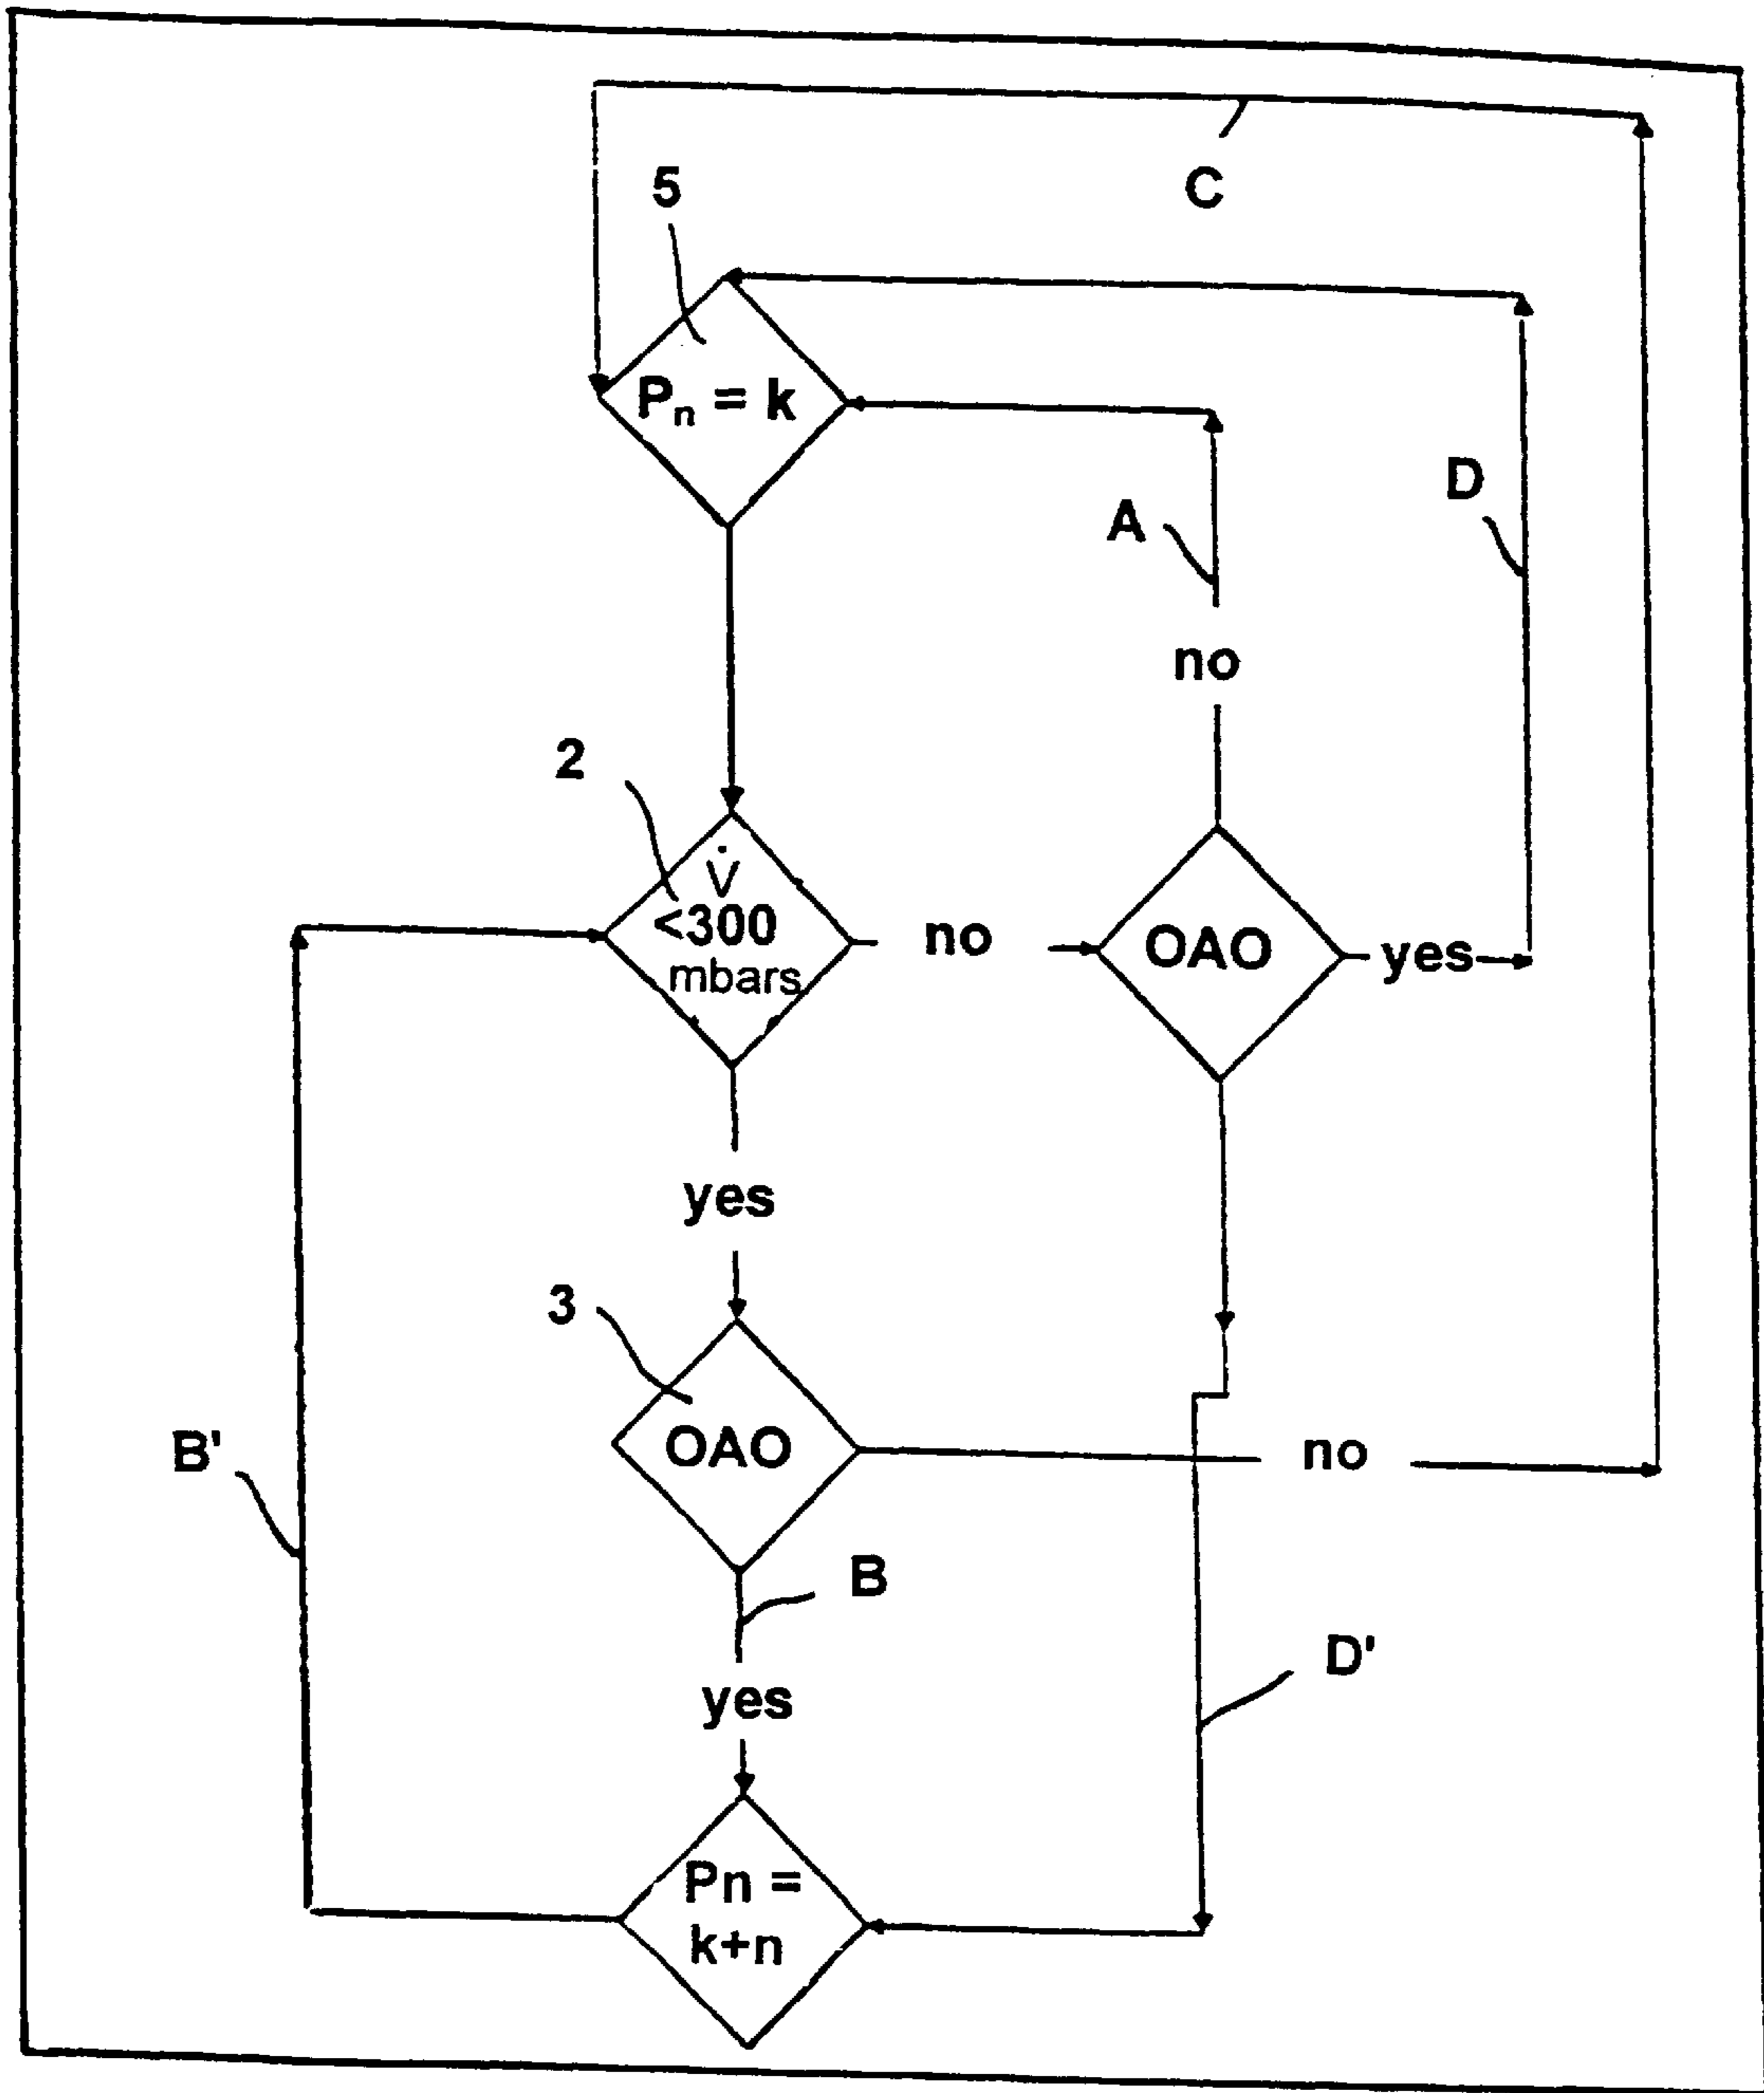 C
5
Pn = k
D
A
no
2
V̇
<300
mbars
no
OAO
yes
yes
3
OAO
no
B'
B
D'
yes
Pn =
k+n